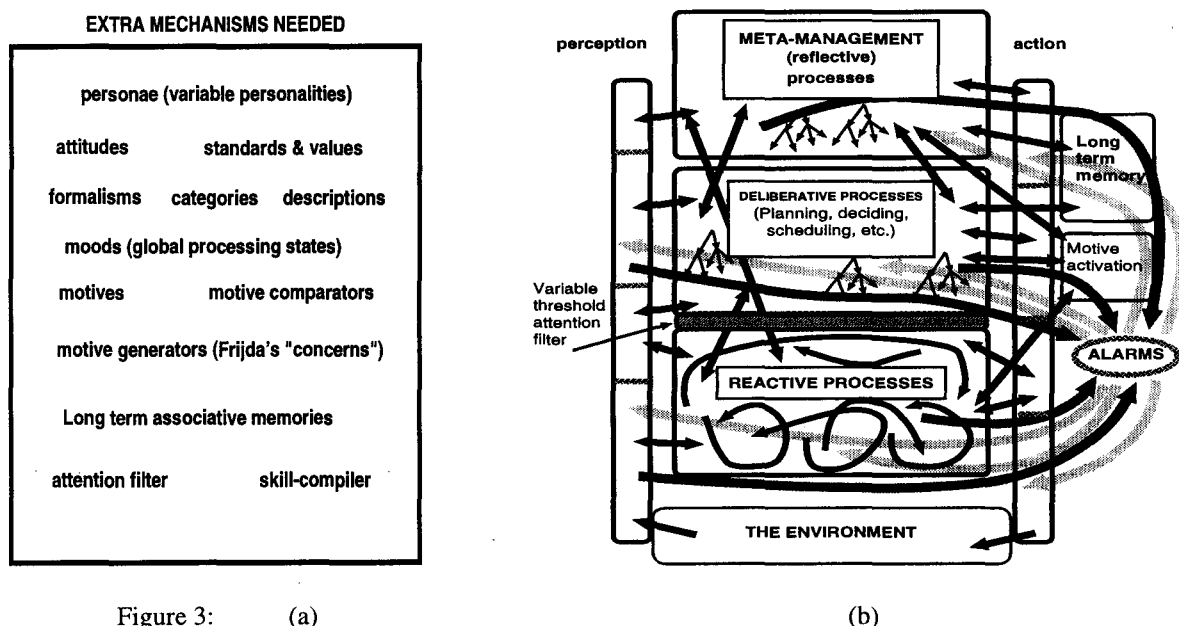 EXTRA MECHANISMS NEEDED
personae (variable personalities)
attitudes standards & values
formalisms categories descriptions
moods (global processing states)
motives motive comparators
motive generators (Frijda's "concerns")
Long term associative memories
attention filter skill-compiler
Figure 3: (a)
perception
META-MANAGEMENT
(reflective)
processes
action
Long
term
memory
DELIBERATIVE PROCESSES
(Planning, deciding,
scheduling, etc.)
Motive
activation
Variable
threshold
attention
filter
ALARMS
REACTIVE PROCESSES
THE ENVIRONMENT
(b)